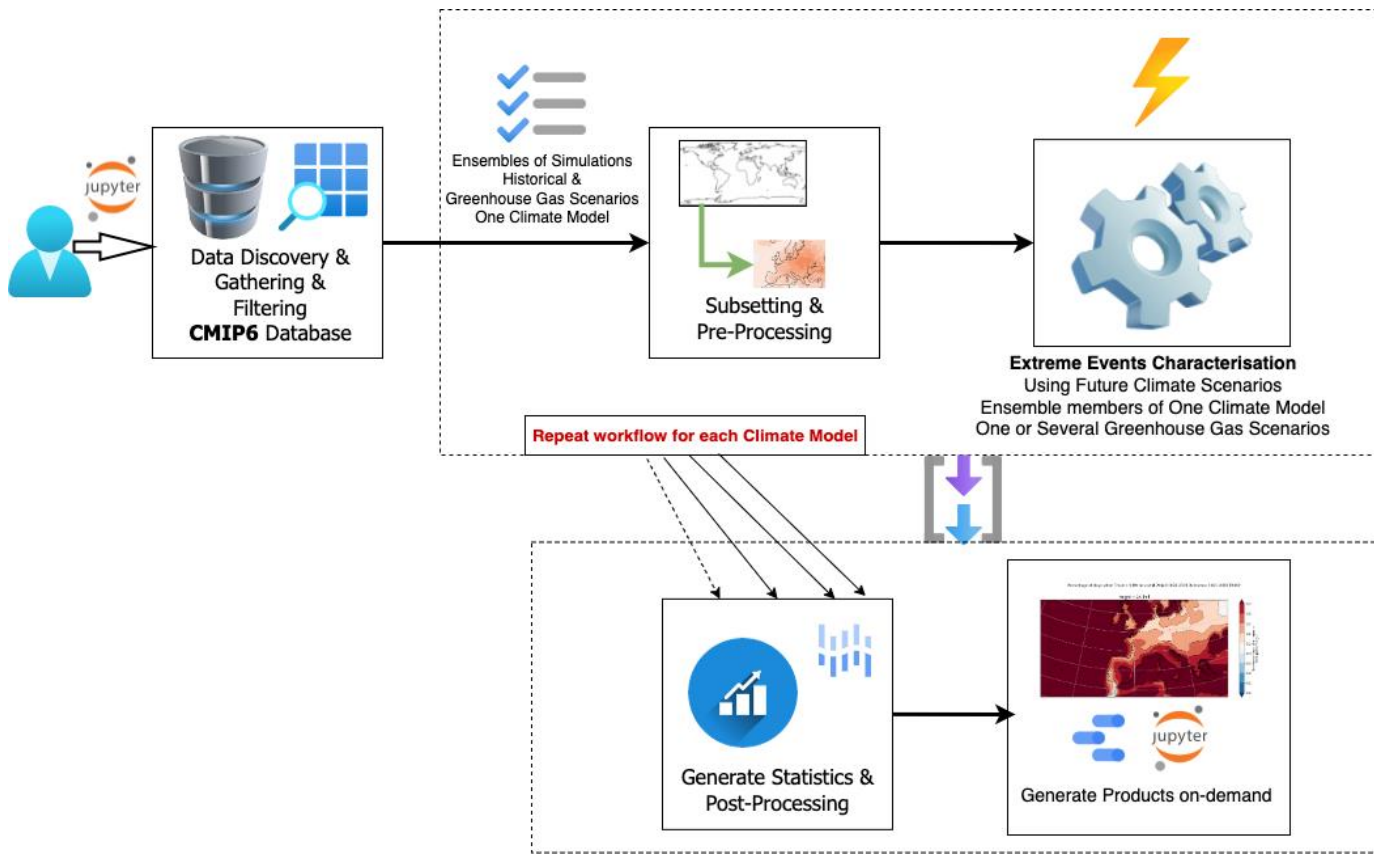 jupyter
Data Discovery &
Gathering &
Filtering
CMIP6 Database
Ensembles of Simulations
Historical &
Greenhouse Gas Scenarios
One Climate Model
Subsetting &
Pre-Processing
Extreme Events Characterisation
Using Future Climate Scenarios
Ensemble members of One Climate Model
One or Several Greenhouse Gas Scenarios
Repeat workflow for each Climate Model
Generate Statistics &
Post-Processing
jupyter
Generate Products on-demand